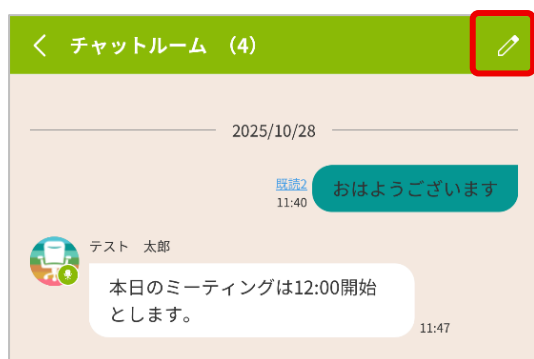 チャットルーム (4)
2025/10/28
既読2
おはようございます
11:40
テスト 太郎
本日のミーティングは12:00開始
とします。
11:47